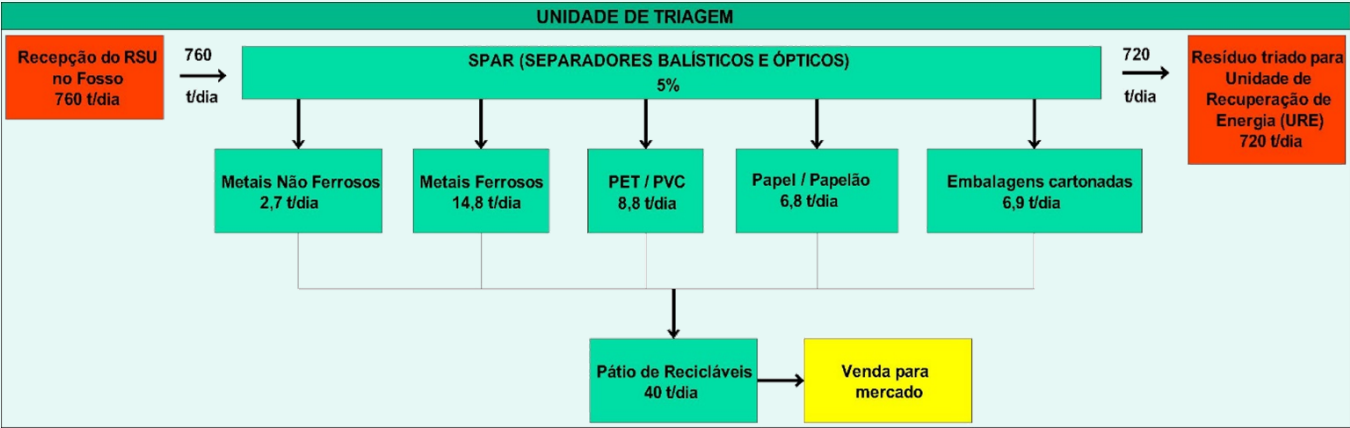 UNIDADE DE TRIAGEM
Recepção do RSU
no Fosso
760 t/dia
760
t/dia
SPAR (SEPARADORES BALÍSTICOS E ÓPTICOS)
5%
720
t/dia
Resíduo triado para
Unidade de
Recuperação de
Energia (URE)
720 t/dia
Metais Não Ferrosos
2,7 t/dia
Metais Ferrosos
14,8 t/dia
PET / PVC
8,8 t/dia
Papel / Papelão
6,8 t/dia
Embalagens cartonadas
6,9 t/dia
Pátio de Recicláveis
40 t/dia
Venda para
mercado